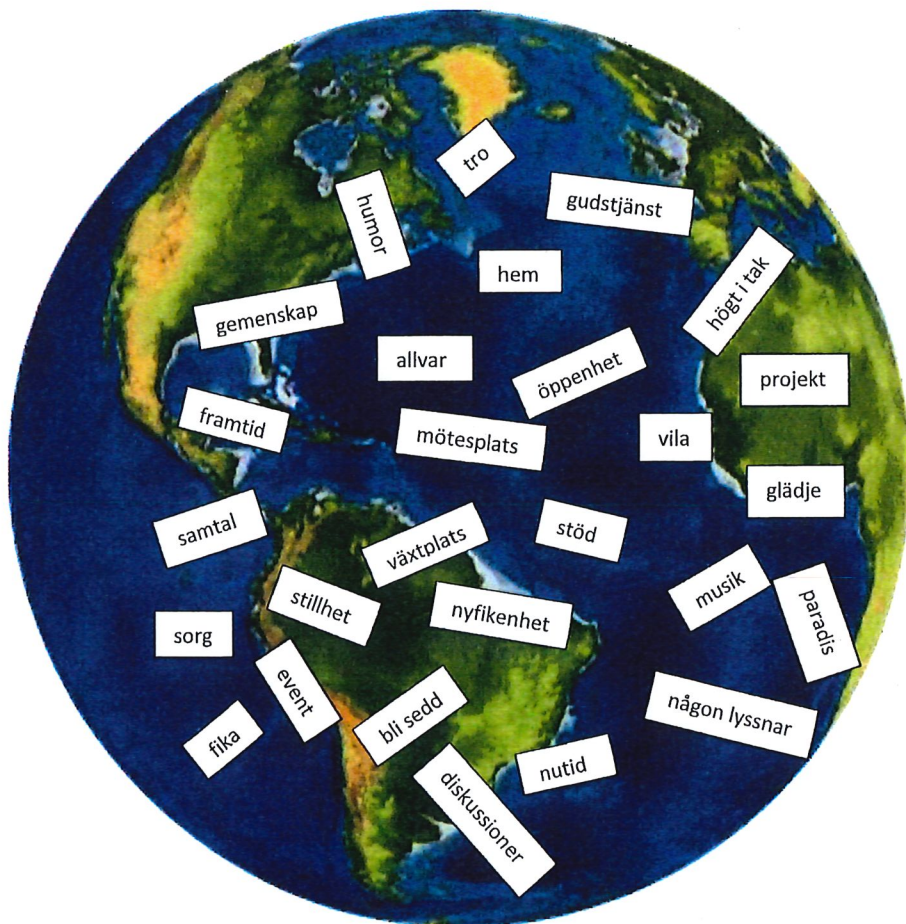 tro
gudstjänst
humor
hem
högt i tak
gemenskap
allvar
öppenhet
projekt
framtid
mötesplats
vila
glädje
samtal
växtplats
stöd
musik
stillhet
nyfikenhet
paradis
sorg
event
bli sedd
någon lyssnar
fika
nutid
diskussioner